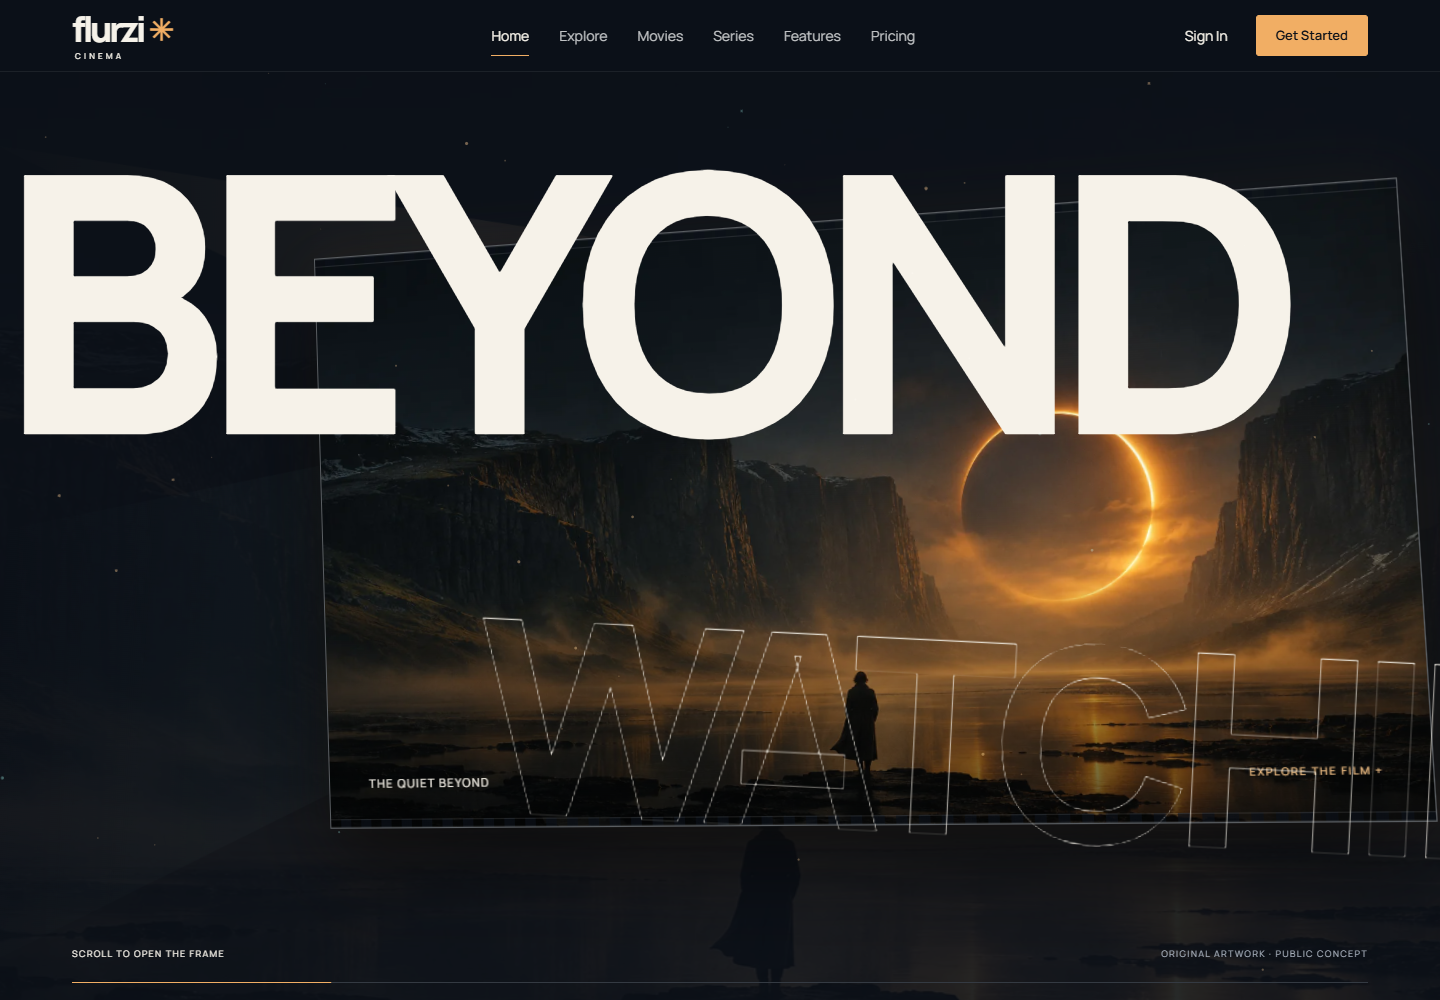 flurzi
CINEMA
Home Explore Movies Series Features Pricing
Sign In Get Started
BEYOND
WATCHI
THE QUIET BEYOND
EXPLORE THE FILM +
SCROLL TO OPEN THE FRAME
ORIGINAL ARTWORK · PUBLIC CONCEPT